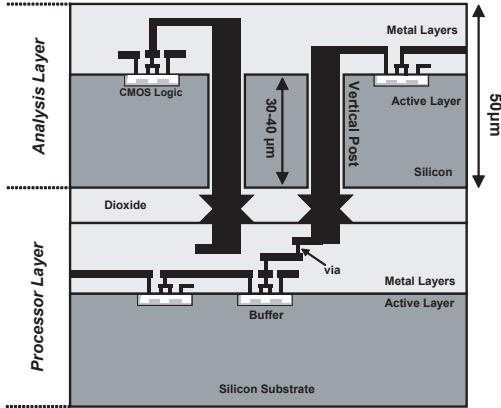 Analysis Layer
Metal Layers
CMOS Logic
Active Layer
30-40 µm
Vertical Post
50µm
Silicon
Dioxide
Processor Layer
via
Metal Layers
Buffer
Active Layer
Silicon Substrate